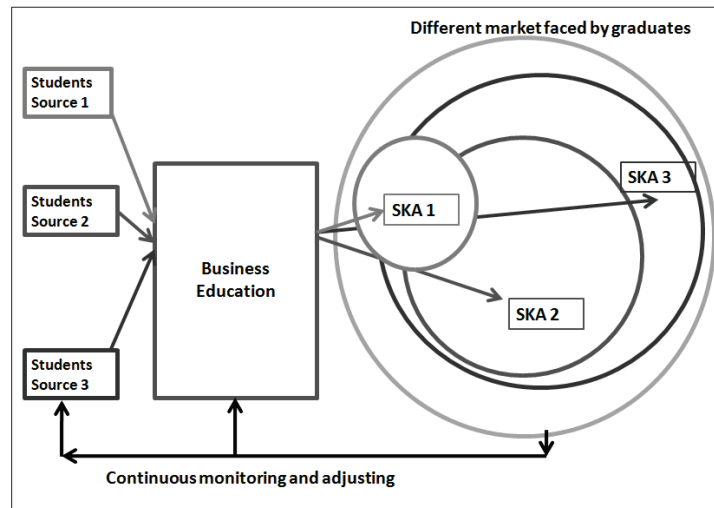 Different market faced by graduates
Students
Source 1
Students
Source 2
Students
Source 3
Business
Education
SKA 1
SKA 3
SKA 2
Continuous monitoring and adjusting